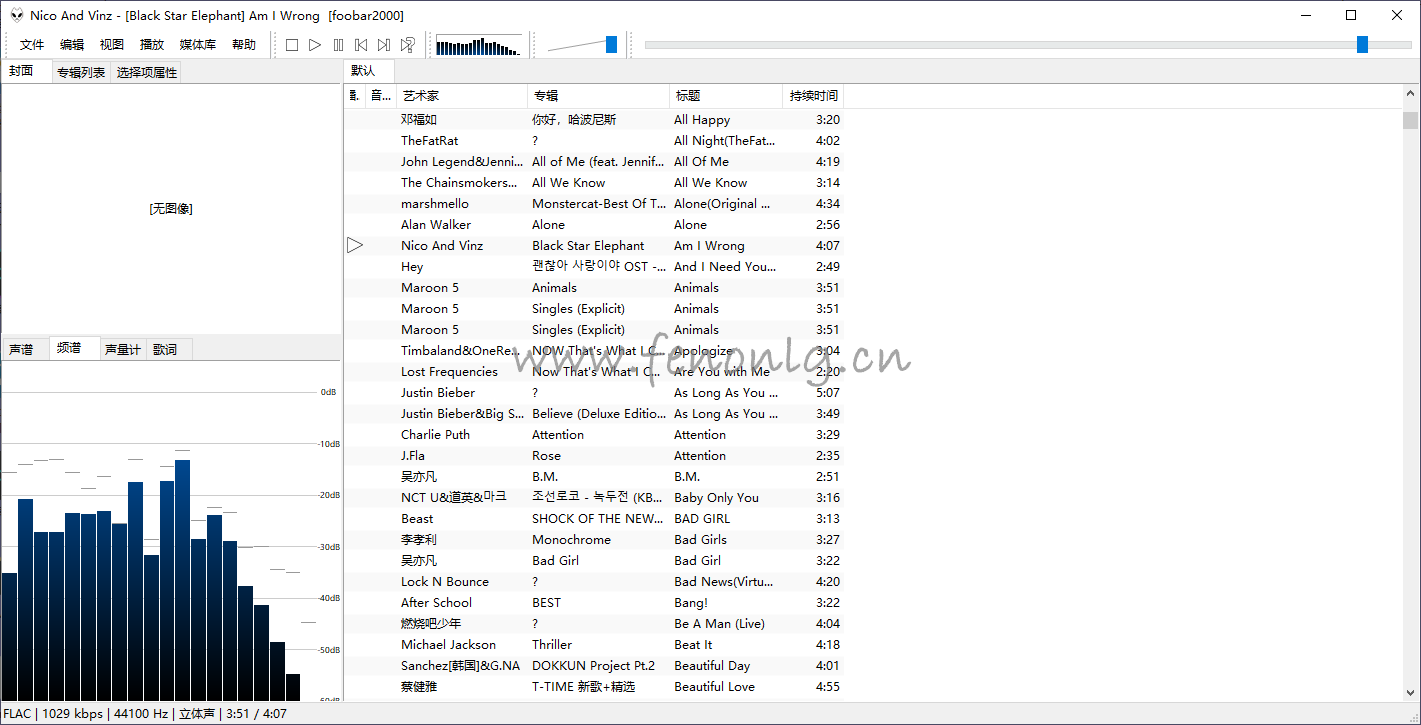 Nico And Vinz - [Black Star Elephant] Am I Wrong [foobar2000]
文件 编辑 视图 播放 媒体库 帮助
封面 专辑列表 选择项属性
[无图像]
声谱 频谱 声量计 歌词
0dB
-10dB
-20dB
-30dB
-40dB
-50dB
-60dB
默认
音... 艺术家 专辑 标题 持续时间
邓福如 你好，哈波尼斯 All Happy 3:20
TheFatRat ? All Night(TheFat... 4:02
John Legend&Jenni... All of Me (feat. Jennif... All Of Me 4:19
The Chainsmokers... All We Know All We Know 3:14
marshmello Monstercat-Best Of T... Alone(Original ... 4:34
Alan Walker Alone Alone 2:56
Nico And Vinz Black Star Elephant Am I Wrong 4:07
Hey 괜찮아 사랑이야 OST -... And I Need You... 2:49
Maroon 5 Animals Animals 3:51
Maroon 5 Singles (Explicit) Animals 3:51
Maroon 5 Singles (Explicit) Animals 3:51
Timbaland&OneRe... NOW That's What I C... Apologize 3:04
www.fenonlg.cn
Lost Frequencies Now That's What I C... Are You with Me 2:20
Justin Bieber ? As Long As You ... 5:07
Justin Bieber&Big S... Believe (Deluxe Editio... As Long As You ... 3:49
Charlie Puth Attention Attention 3:29
J.Fla Rose Attention 2:35
吴亦凡 B.M. B.M. 2:51
NCT U&道英&마크 조선로코 - 녹두전 (KB... Baby Only You 3:16
Beast SHOCK OF THE NEW... BAD GIRL 3:13
李孝利 Monochrome Bad Girls 3:27
吴亦凡 Bad Girl Bad Girl 3:22
Lock N Bounce ? Bad News(Virtu... 4:20
After School BEST Bang! 3:22
燃烧吧少年 ? Be A Man (Live) 4:04
Michael Jackson Thriller Beat It 4:18
Sanchez[韩国]&G.NA DOKKUN Project Pt.2 Beautiful Day 4:01
蔡健雅 T-TIME 新歌+精选 Beautiful Love 4:55
FLAC | 1029 kbps | 44100 Hz | 立体声 | 3:51 / 4:07